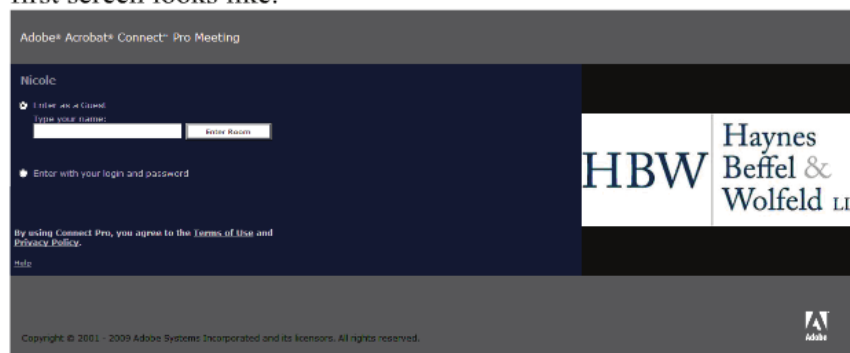 first screen looks like:
Adobe® Acrobat® Connect™ Pro Meeting
Nicole
Enter as a Guest
Type your name:
Enter Room
Enter with your login and password
By using Connect Pro, you agree to the Terms of Use and
Privacy Policy.
Help
HBW
Haynes
Beffel &
Wolfeld LL
Copyright © 2001 - 2009 Adobe Systems Incorporated and its licensors. All rights reserved.
Adobe